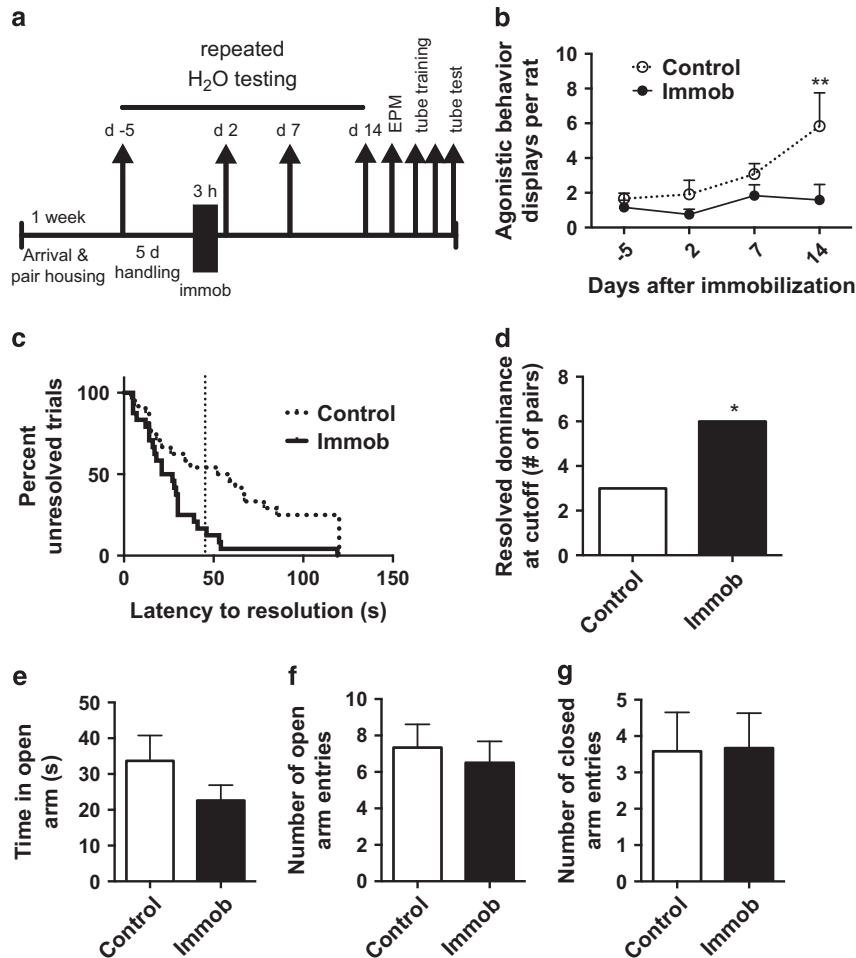 a
repeated
H₂O testing
d -5
d 2
d 7
d 14
EPM
tube training
tube test
3 h
1 week
Arrival &
pair housing
5 d
handling
immob
b
Agonistic behavior
displays per rat
10
8
6
4
2
0
Control
Immob
**
-5
2
7
14
Days after immobilization
c
Percent
unresolved trials
100
50
0
Control
Immob
0
50
100
150
Latency to resolution (s)
d
Resolved dominance
at cutoff (# of pairs)
8
6
4
2
0
*
Control
Immob
e
Time in open
arm (s)
50
40
30
20
10
0
Control
Immob
f
Number of open
arm entries
10
8
6
4
2
0
Control
Immob
g
Number of closed
arm entries
5
4
3
2
1
0
Control
Immob